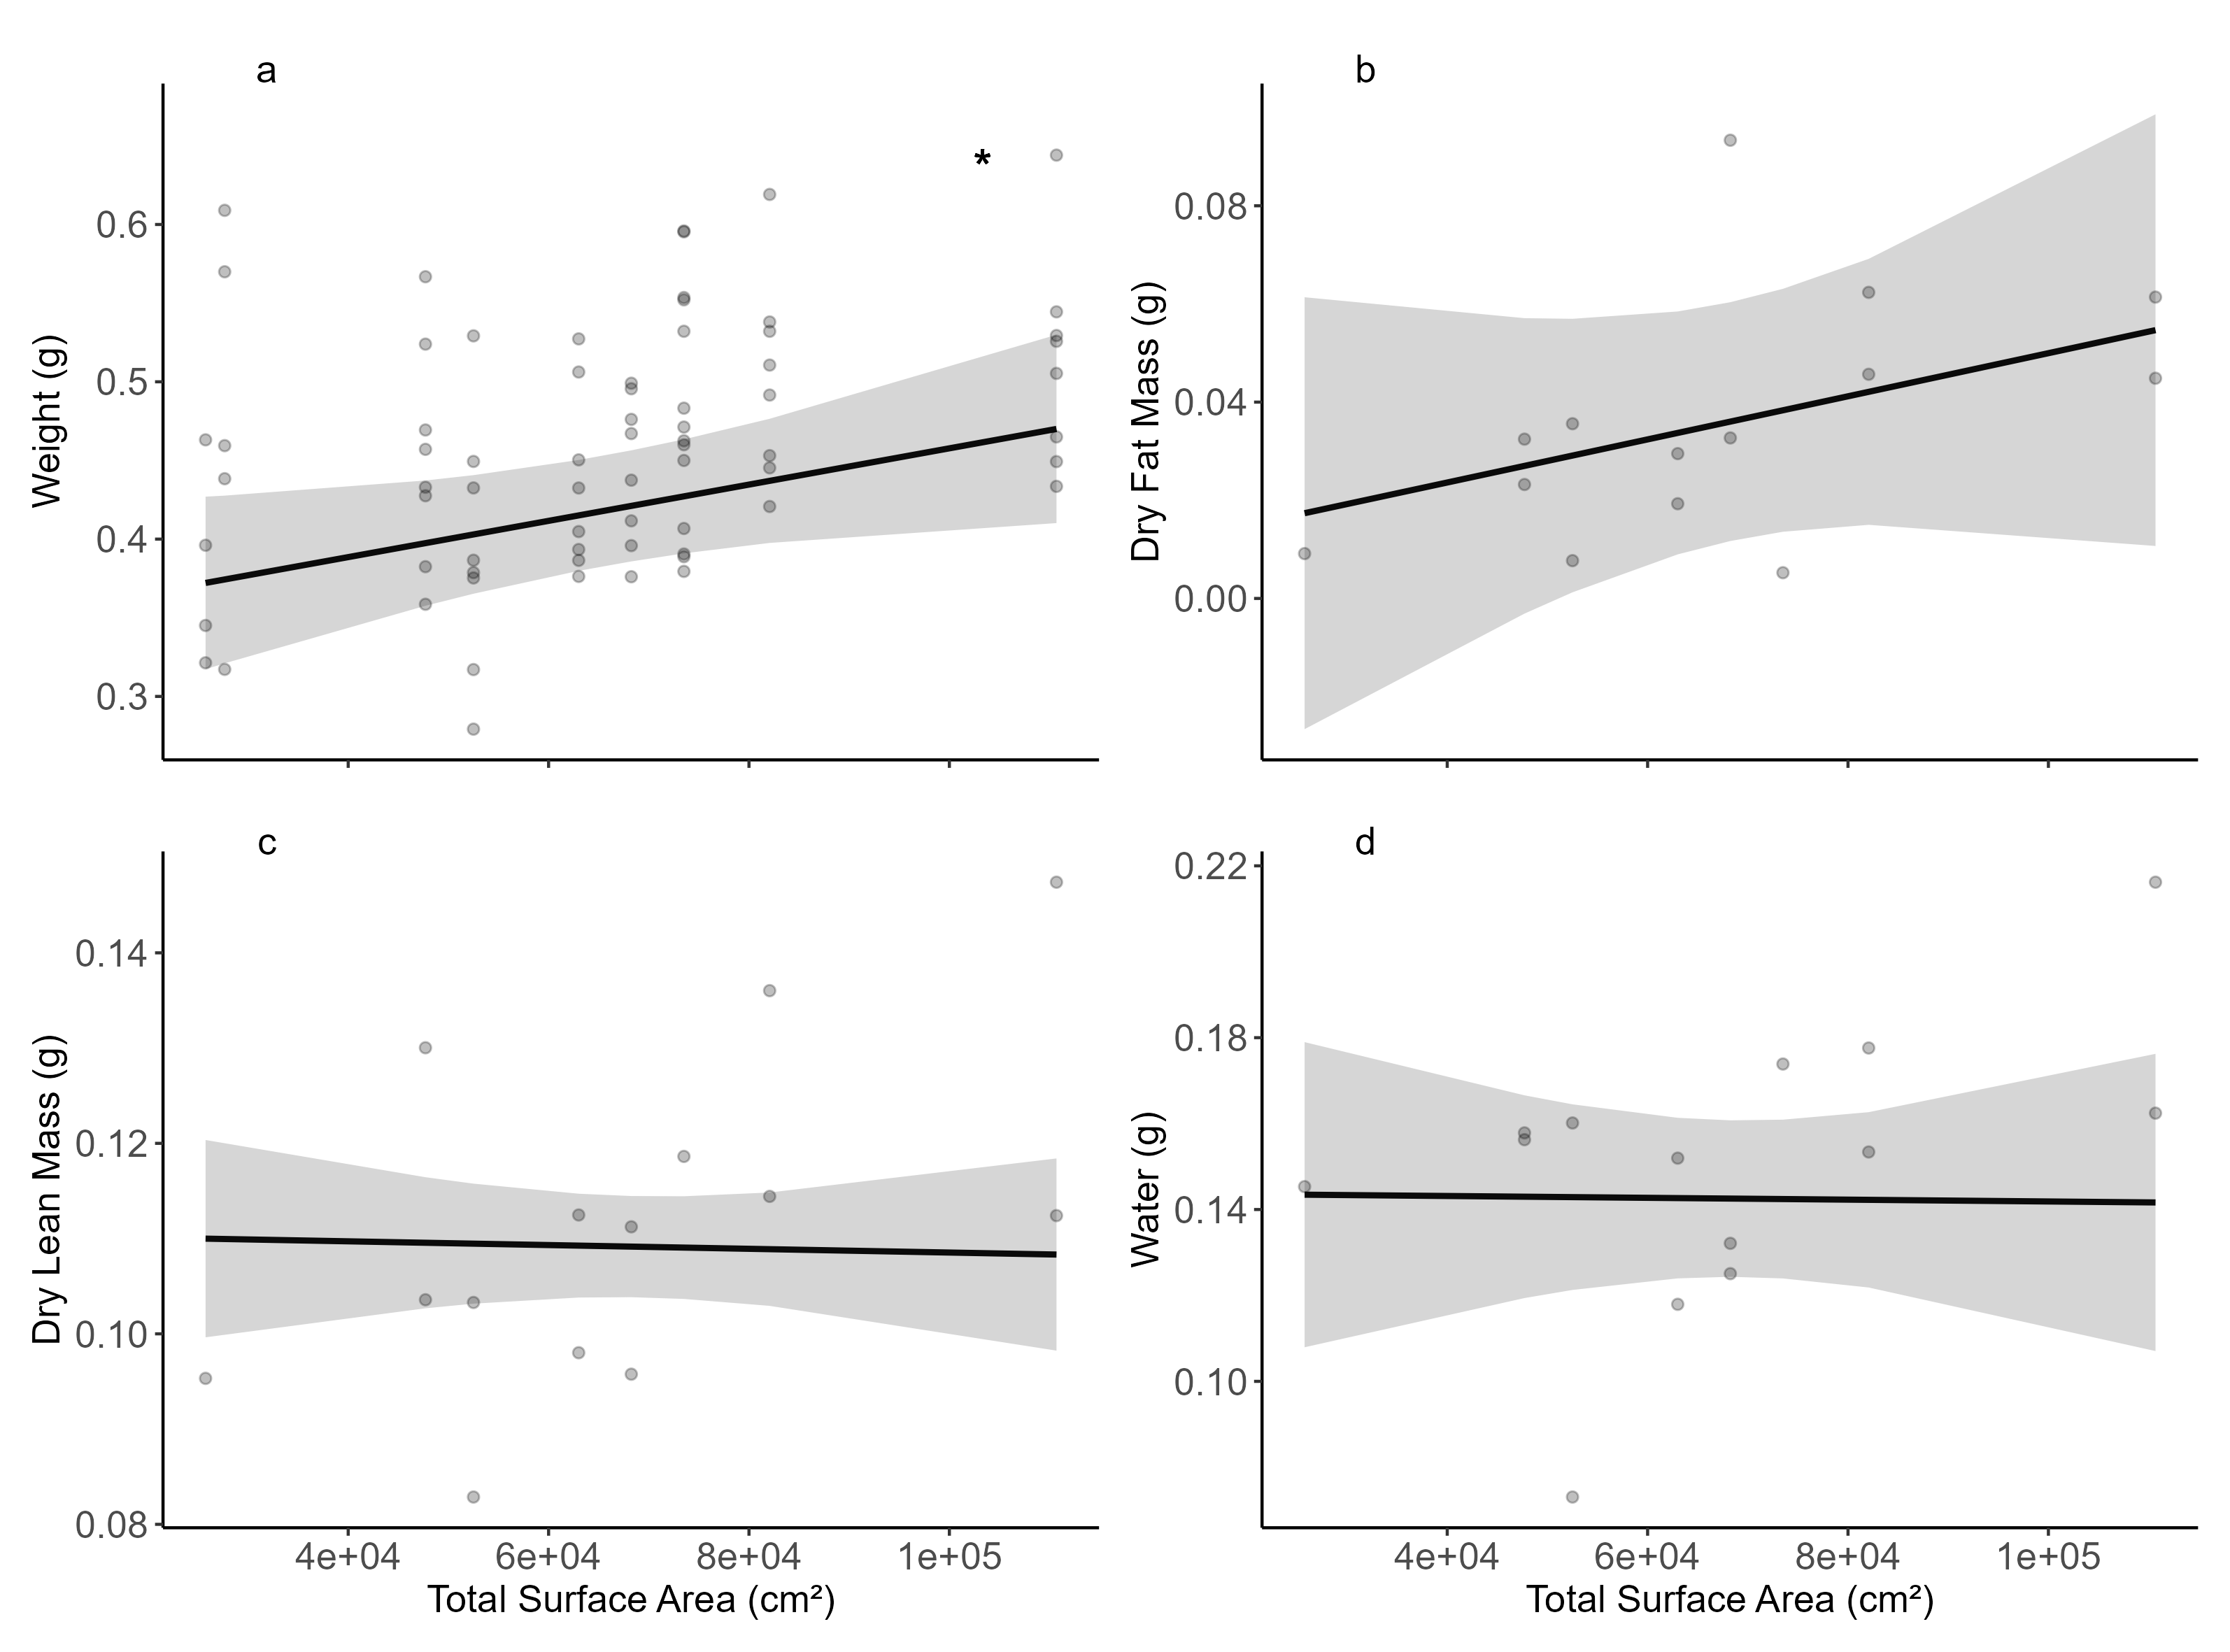 a
*
Weight (g)
0.6
0.5
0.4
0.3
b
Dry Fat Mass (g)
0.08
0.04
0.00
c
Dry Lean Mass (g)
0.14
0.12
0.10
0.08
4e+04 6e+04 8e+04 1e+05
Total Surface Area (cm²)
d
Water (g)
0.22
0.18
0.14
0.10
4e+04 6e+04 8e+04 1e+05
Total Surface Area (cm²)